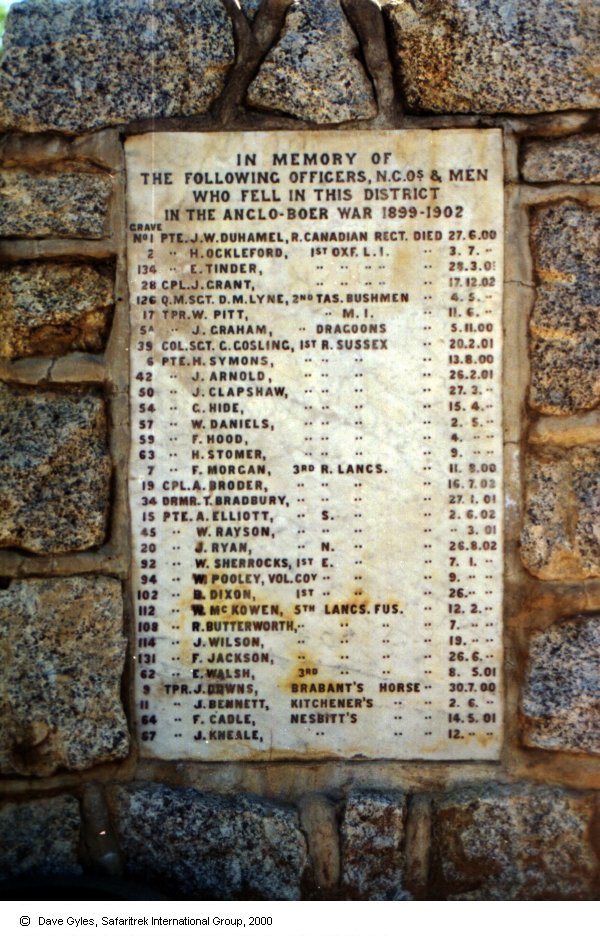 IN MEMORY OF
THE FOLLOWING OFFICERS, N.C.Os & MEN
WHO FELL IN THIS DISTRICT
IN THE ANGLO-BOER WAR 1899-1902
GRAVE
No1 PTE. J.W. DUHAMEL, R. CANADIAN REGT. DIED 27.6.00
2 " H. OCKLEFORD, 1ST OXF. L.I. " 3. 7. "
134 " E. TINDER, " " " " 28.3.01
28 CPL. J. GRANT, " " " " 17.12.02
126 Q.M. SGT. D.M. LYNE, 2ND TAS. BUSHMEN " 4. 5. "
17 TPR. W. PITT, " " M.I. " 11. 6. "
5A " J. GRAHAM, " DRAGOONS " 5.11.00
39 COL. SGT. G. GOSLING, 1ST R. SUSSEX " 20.2.01
6 PTE. H. SYMONS, " " " " 13.8.00
42 " J. ARNOLD, " " " " 26.2.01
50 " J. CLAPSHAW, " " " " 27. 3. "
54 " G. HIDE, " " " " 15. 4. "
57 " W. DANIELS, " " " " 2. 5. "
59 " F. HOOD, " " " " 4. " "
63 " H. STOMER, " " " " 9. " "
7 " F. MORGAN, 3RD R. LANCS. " 11. 9.00
19 CPL. A. BRODER, " " " " 16.7.02
34 DRMR. T. BRADBURY, " " " " 27.1.01
15 PTE. A. ELLIOTT, " S. " " 2.6.02
45 " W. RAYSON, " " " " " 3.01
20 " J. RYAN, " N. " " 26.8.02
92 " W. SHERROCKS, 1ST E. " " 7. 1. "
94 " W. POOLEY, VOL. COY " " " 9. " "
102 " B. DIXON, 1ST " " " 26. " "
112 " W. McKOWEN, 5TH LANCS. FUS. " 12. 2. "
108 " R. BUTTERWORTH, " " " " 7. " "
114 " J. WILSON, " " " " 19. " "
131 " F. JACKSON, " " " " 26.6. "
62 " E. WALSH, 3RD " " " 8. 5.01
9 TPR. J. DOWNS, BRABANT'S HORSE " 30.7.00
11 " J. BENNETT, KITCHENER'S " " 2. 6. "
64 " F. CADLE, NESBITT'S " " 14.5.01
67 " J. KNEALE, " " " " 12. " "
© Dave Gyles, Safaritrek International Group, 2000